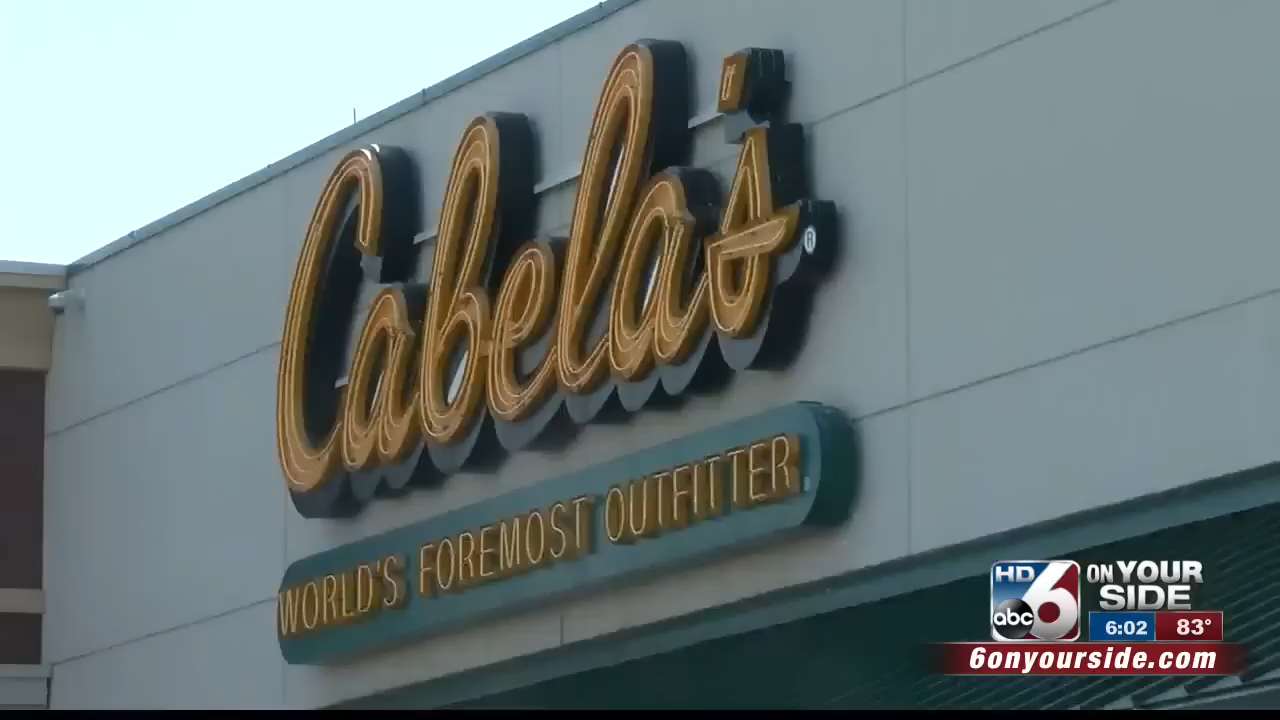 Cabela's®
WORLD'S FOREMOST OUTFITTER
HD 6 abc
ON YOUR SIDE
6:02 83°
6onyourside.com